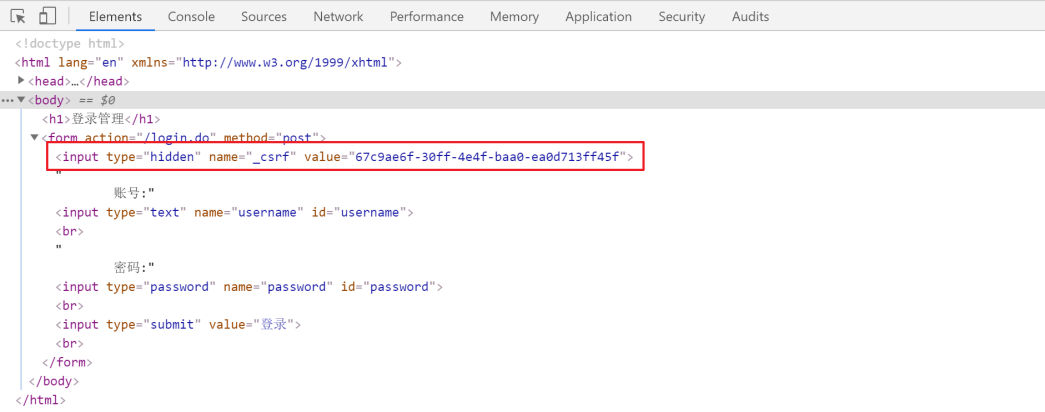 Elements Console Sources Network Performance Memory Application Security Audits
<!doctype html>
<html lang="en" xmlns="http://www.w3.org/1999/xhtml">
<head>…</head>
<body> == $0
<h1>登录管理</h1>
<form action="/login.do" method="post">
<input type="hidden" name="_csrf" value="67c9ae6f-30ff-4e4f-baa0-ea0d713ff45f">
"
账号:"
<input type="text" name="username" id="username">
<br>
"
密码:"
<input type="password" name="password" id="password">
<br>
<input type="submit" value="登录">
<br>
</form>
</body>
</html>